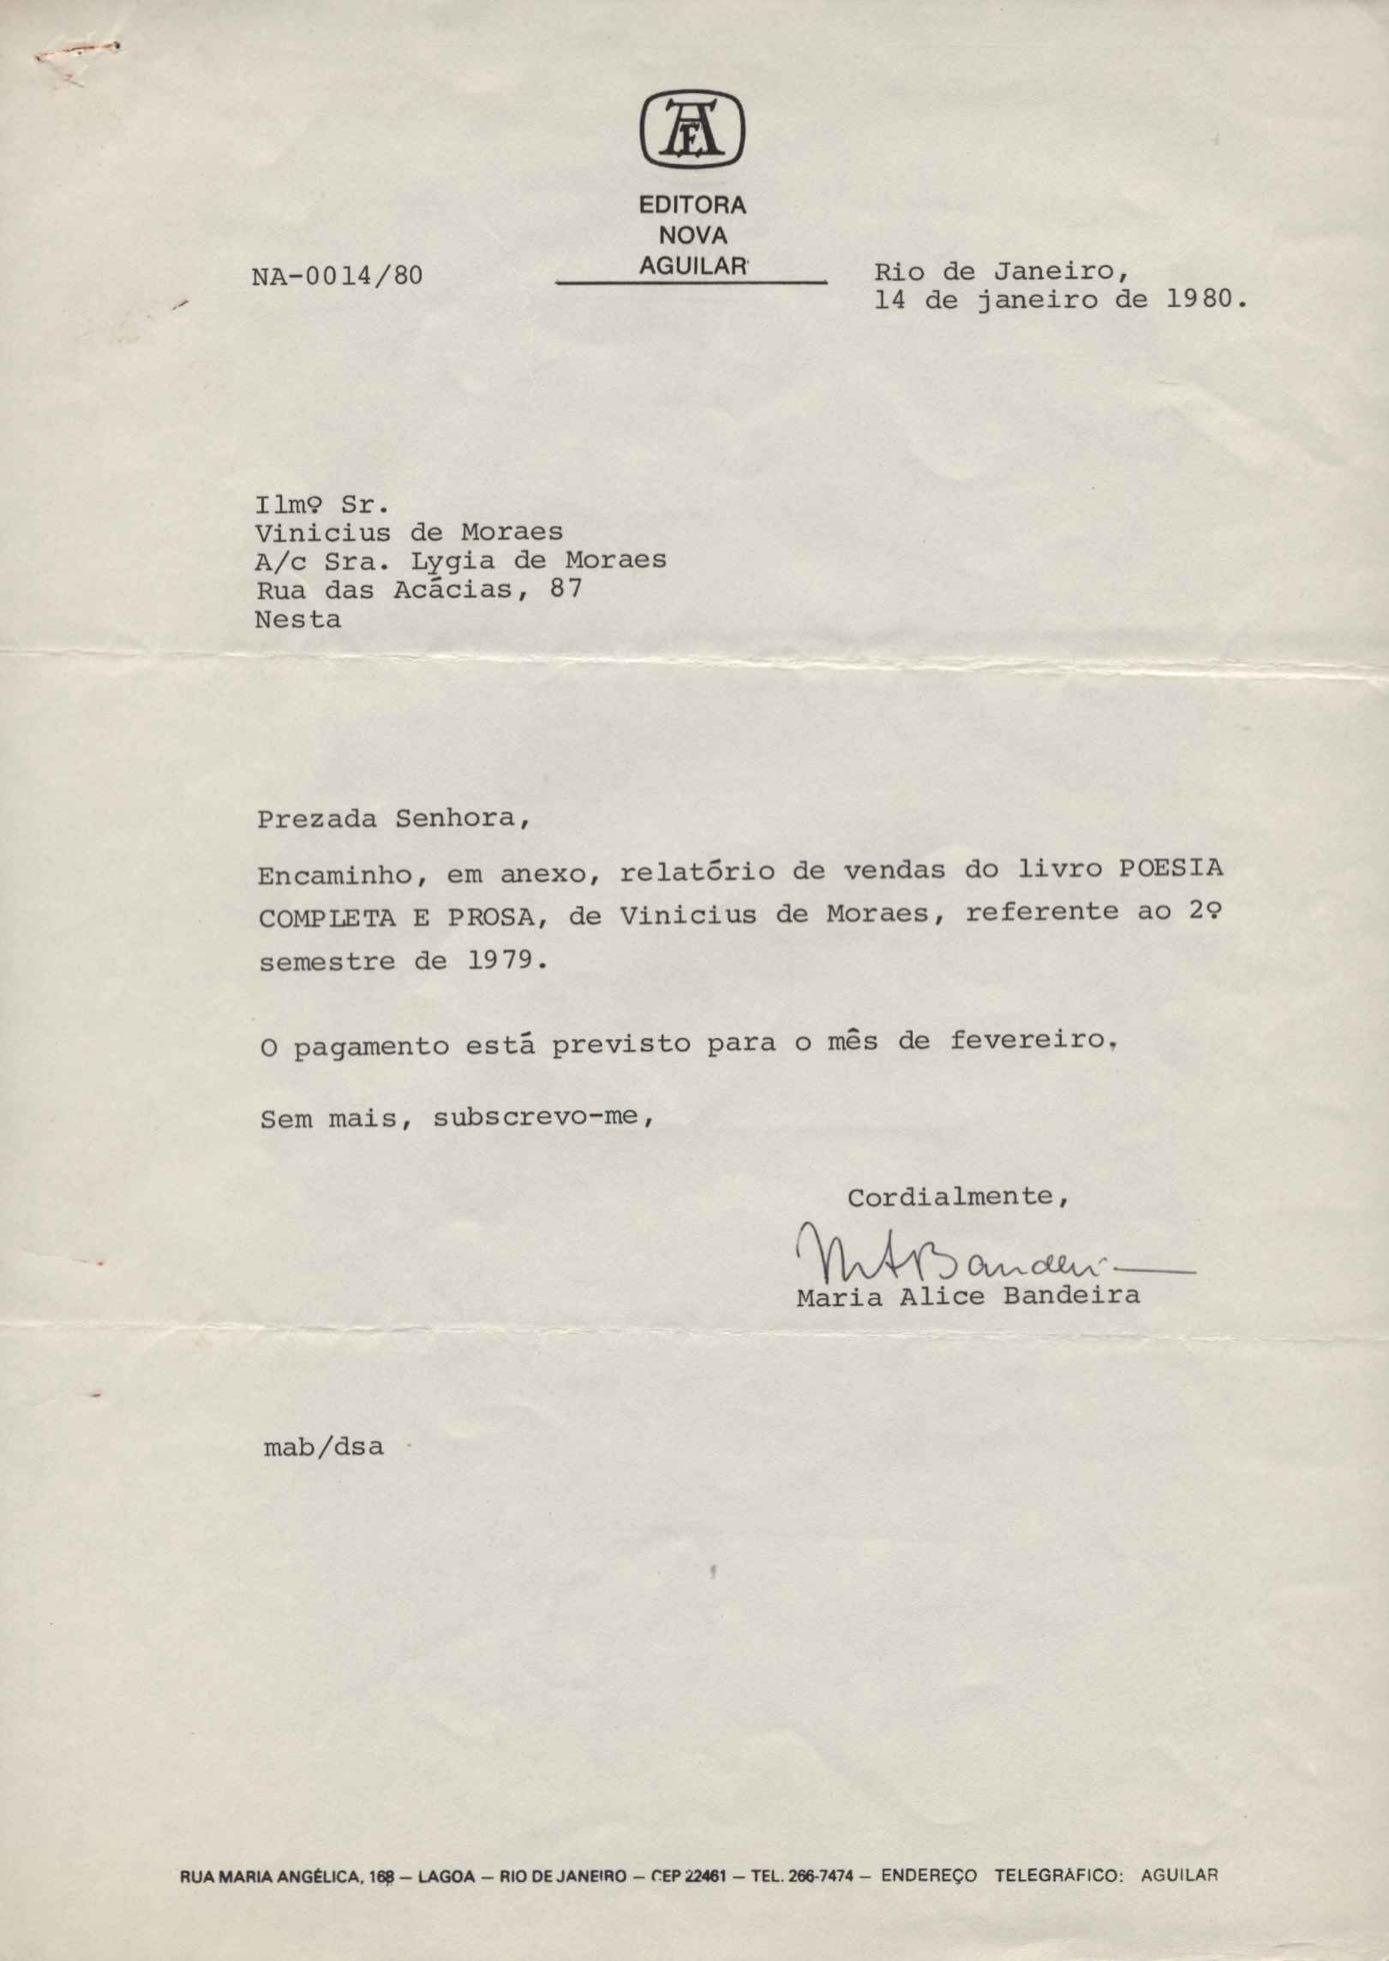 EDITORA
NOVA
AGUILAR
NA-0014/80
Rio de Janeiro,
14 de janeiro de 1980.
Ilmº Sr.
Vinicius de Moraes
A/c Sra. Lygia de Moraes
Rua das Acácias, 87
Nesta
Prezada Senhora,
Encaminho, em anexo, relatório de vendas do livro POESIA
COMPLETA E PROSA, de Vinicius de Moraes, referente ao 2º
semestre de 1979.
O pagamento está previsto para o mês de fevereiro.
Sem mais, subscrevo-me,
Cordialmente,
MABandeira
Maria Alice Bandeira
mab/dsa
RUA MARIA ANGÉLICA, 168 – LAGOA – RIO DE JANEIRO – CEP 22461 – TEL. 266-7474 – ENDEREÇO TELEGRÁFICO: AGUILAR